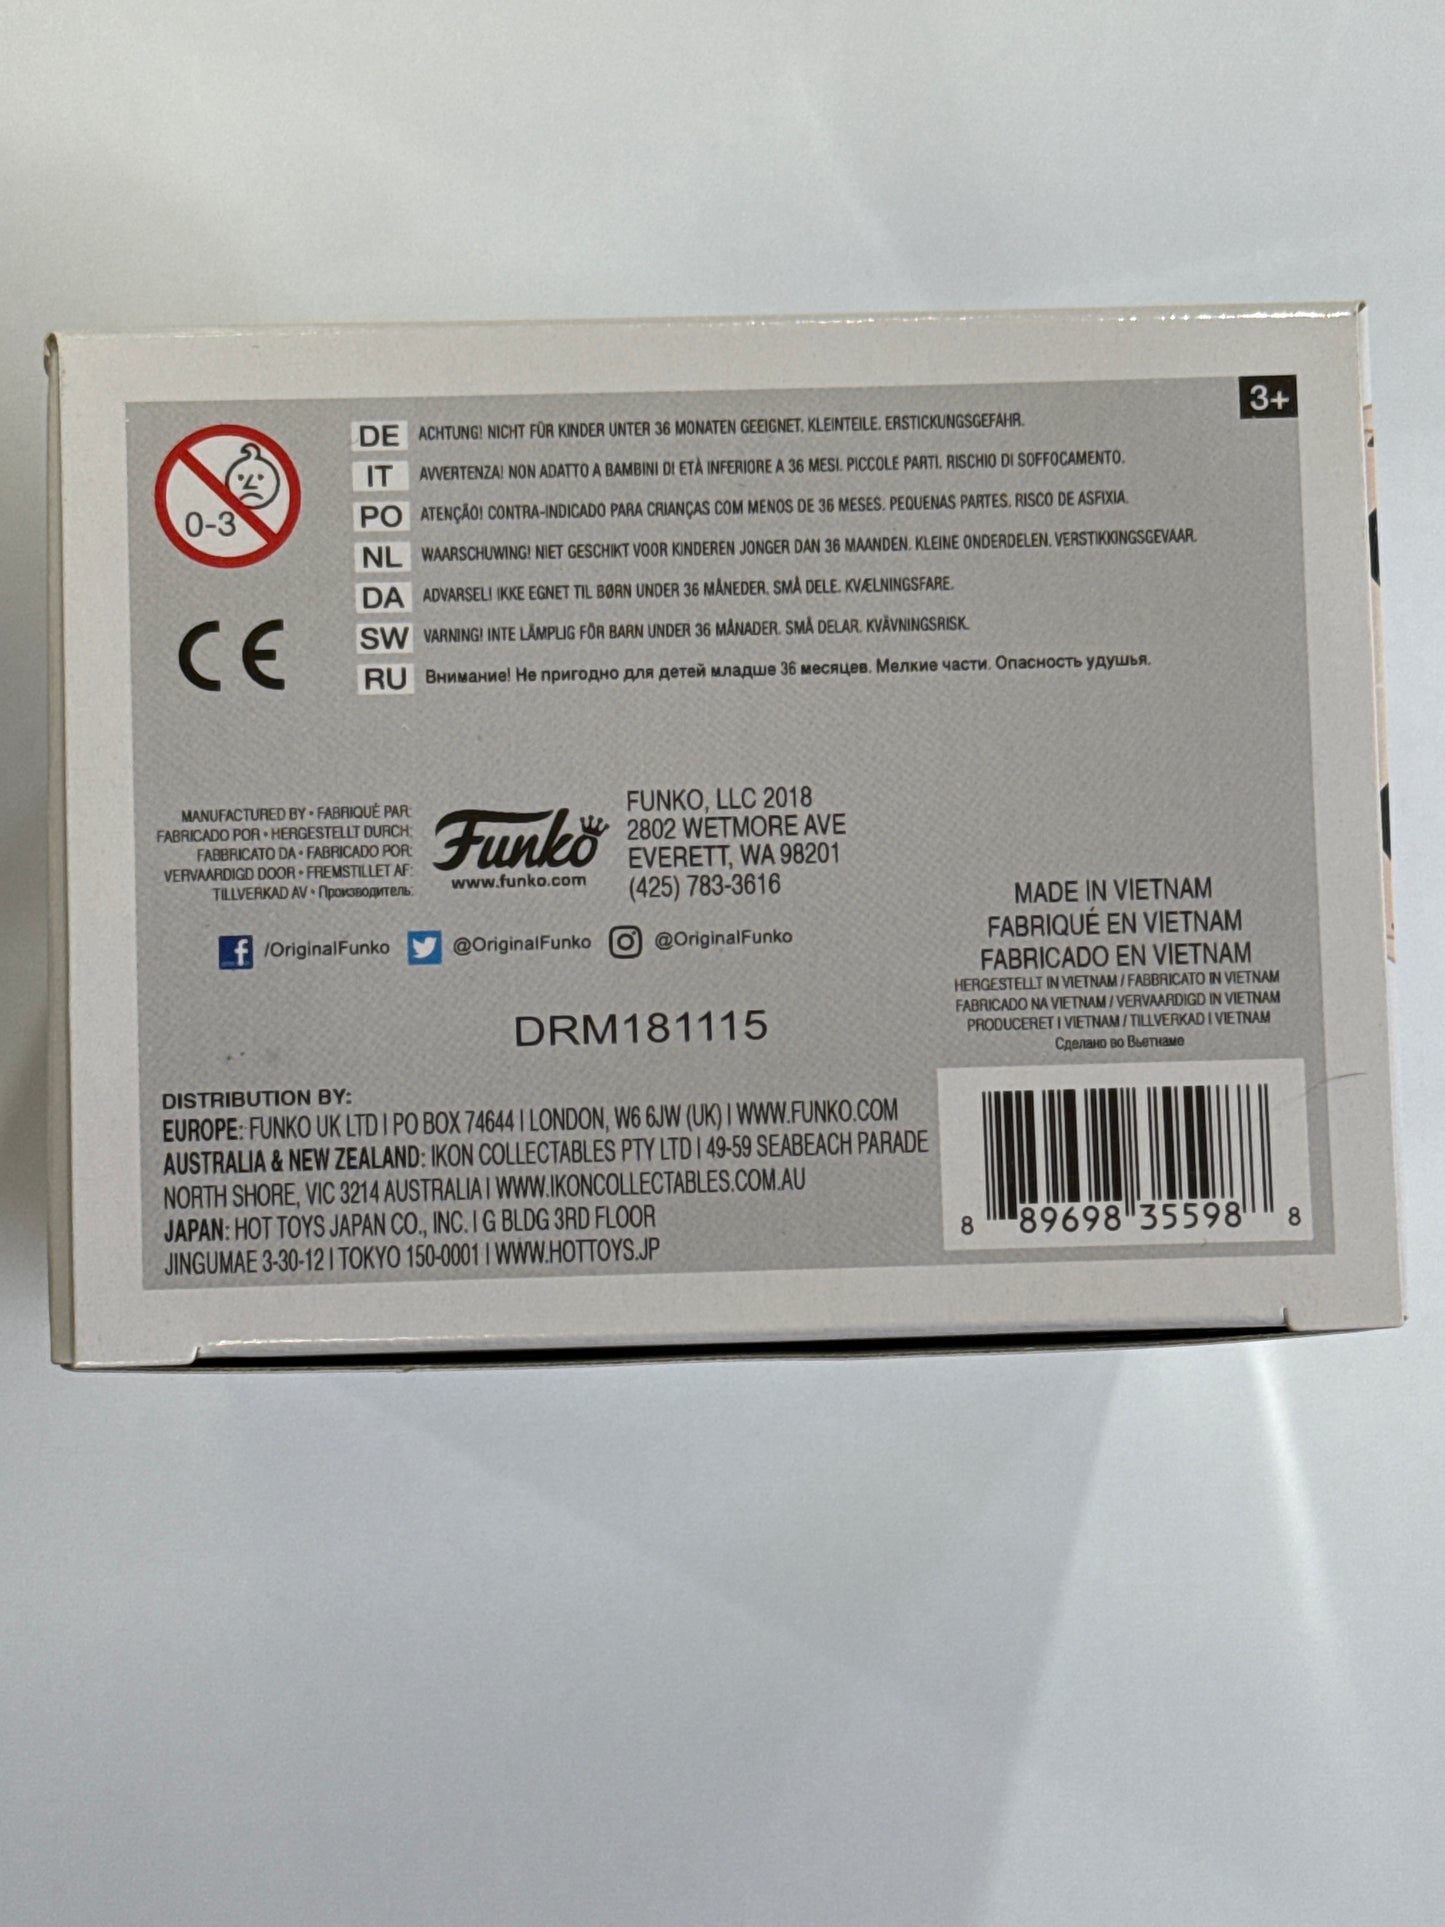 3+
0-3
DE ACHTUNG! NICHT FÜR KINDER UNTER 36 MONATEN GEEIGNET. KLEINTEILE. ERSTICKUNGSGEFAHR.
IT AVVERTENZA! NON ADATTO A BAMBINI DI ETÀ INFERIORE A 36 MESI. PICCOLE PARTI. RISCHIO DI SOFFOCAMENTO.
PO ATENÇÃO! CONTRA-INDICADO PARA CRIANÇAS COM MENOS DE 36 MESES. PEQUENAS PARTES. RISCO DE ASFIXIA.
NL WAARSCHUWING! NIET GESCHIKT VOOR KINDEREN JONGER DAN 36 MAANDEN. KLEINE ONDERDELEN. VERSTIKKINGSGEVAAR.
DA ADVARSEL! IKKE EGNET TIL BØRN UNDER 36 MÅNEDER. SMÅ DELE. KVÆLNINGSFARE.
SW VARNING! INTE LÄMPLIG FÖR BARN UNDER 36 MÅNADER. SMÅ DELAR. KVÄVNINGSRISK.
RU Внимание! Не пригодно для детей младше 36 месяцев. Мелкие части. Опасность удушья.
CE
MANUFACTURED BY • FABRIQUÉ PAR:
FABRICADO POR • HERGESTELLT DURCH:
FABBRICATO DA • FABRICADO POR:
VERVAARDIGD DOOR • FREMSTILLET AF:
TILLVERKAD AV • Производитель:
Funko
www.funko.com
FUNKO, LLC 2018
2802 WETMORE AVE
EVERETT, WA 98201
(425) 783-3616
/OriginalFunko @OriginalFunko @OriginalFunko
DRM181115
MADE IN VIETNAM
FABRIQUÉ EN VIETNAM
FABRICADO EN VIETNAM
HERGESTELLT IN VIETNAM / FABBRICATO IN VIETNAM
FABRICADO NA VIETNAM / VERVAARDIGD IN VIETNAM
PRODUCERET I VIETNAM / TILLVERKAD I VIETNAM
Сделано во Вьетнаме
DISTRIBUTION BY:
EUROPE: FUNKO UK LTD | PO BOX 74644 | LONDON, W6 6JW (UK) | WWW.FUNKO.COM
AUSTRALIA & NEW ZEALAND: IKON COLLECTABLES PTY LTD | 49-59 SEABEACH PARADE
NORTH SHORE, VIC 3214 AUSTRALIA | WWW.IKONCOLLECTABLES.COM.AU
JAPAN: HOT TOYS JAPAN CO., INC. | G BLDG 3RD FLOOR
JINGUMAE 3-30-12 | TOKYO 150-0001 | WWW.HOTTOYS.JP
8 89698 35598 8